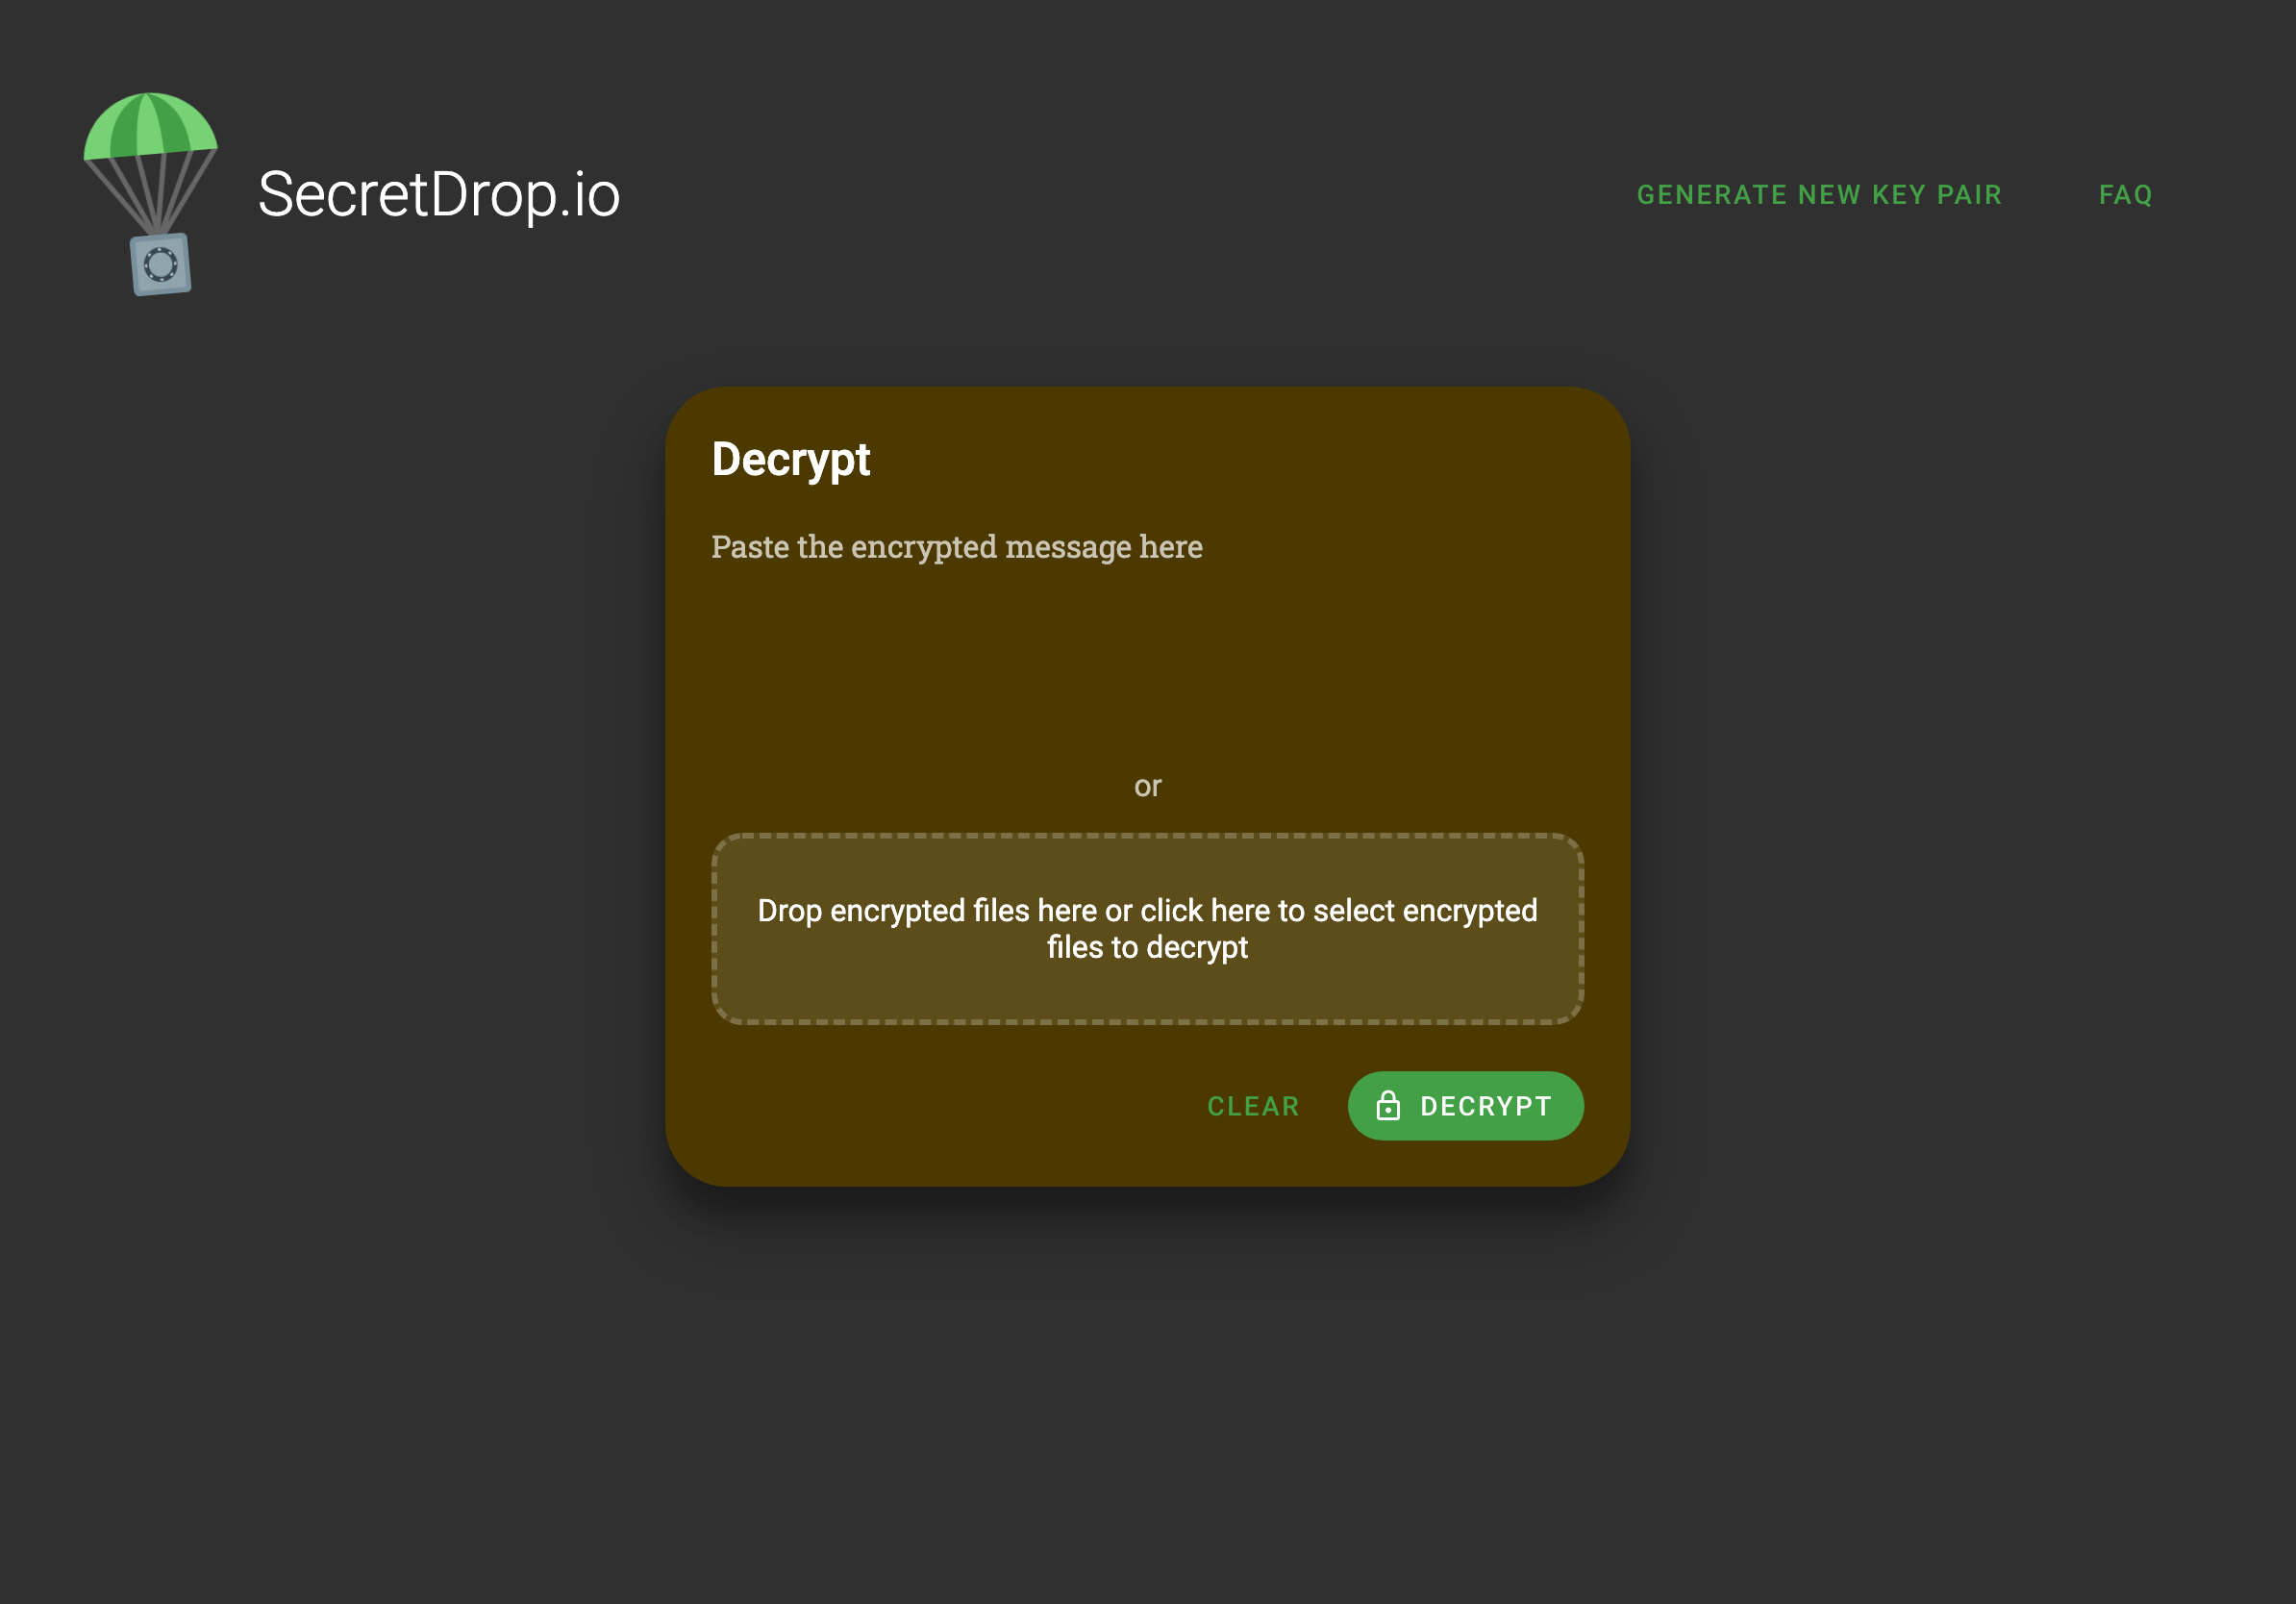 SecretDrop.io
GENERATE NEW KEY PAIR
FAQ
Decrypt
Paste the encrypted message here
or
Drop encrypted files here or click here to select encrypted
files to decrypt
CLEAR
DECRYPT